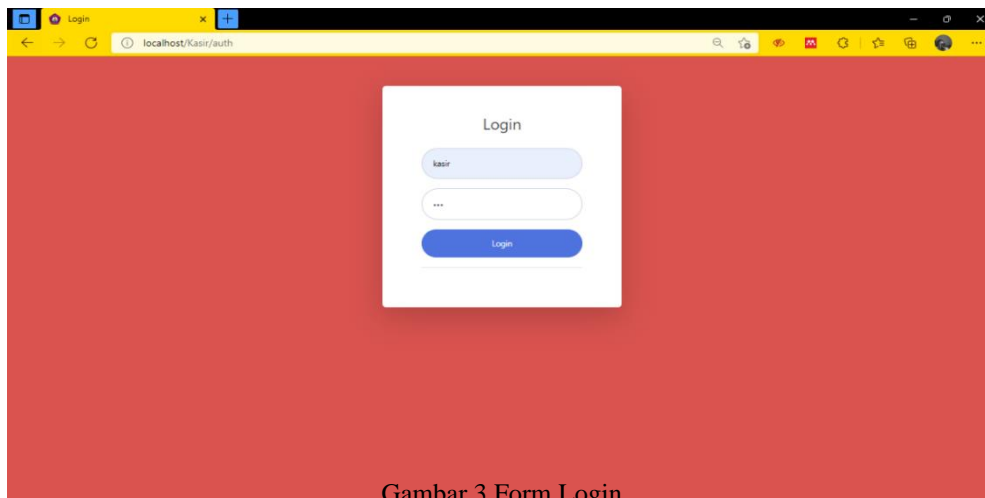 Login
localhost/Kasir/auth
Login
kasir
Login
Gambar 3 Form Login